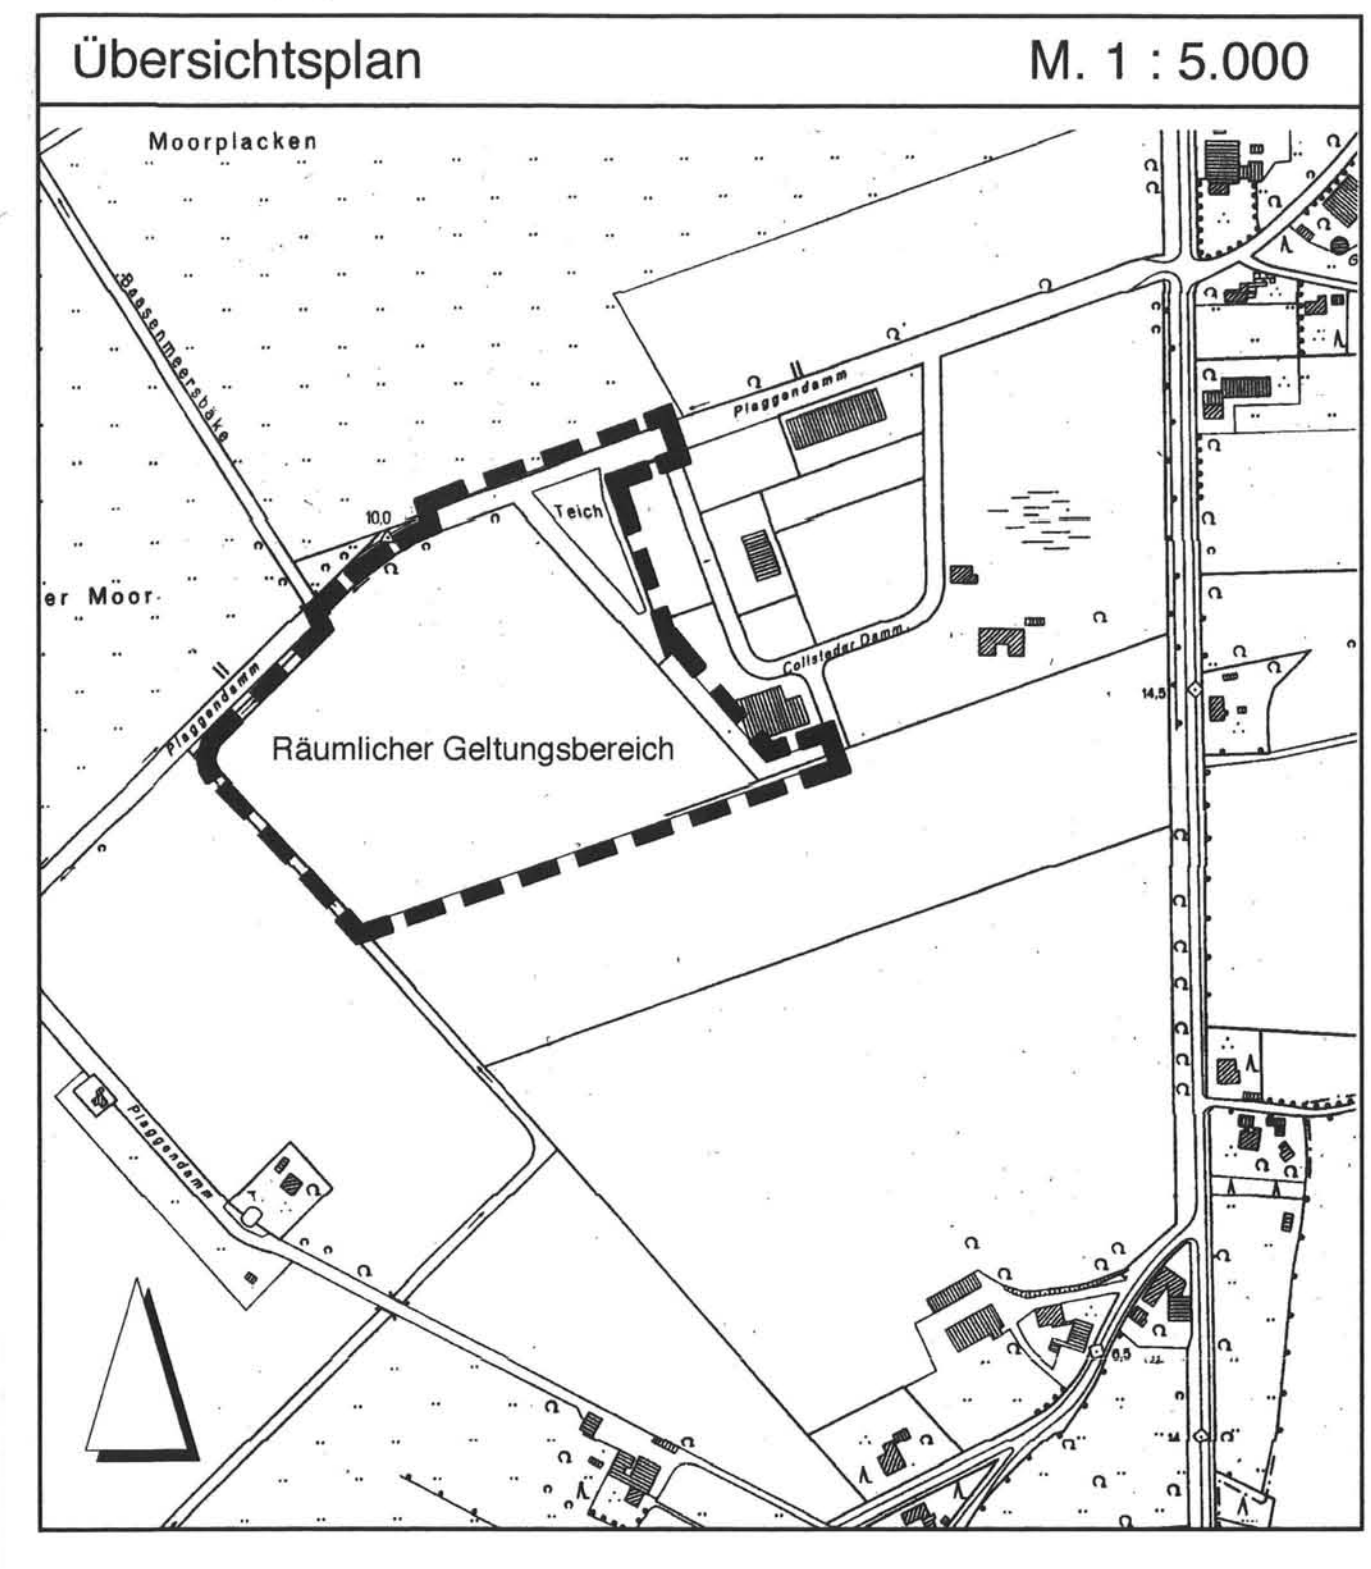 Übersichtsplan
M. 1 : 5.000
Moorplacken
Baasenmeersbäke
Plaggendamm
10,0
Teich
er Moor
Collsteder Damm
14,5
Plaggendamm
Räumlicher Geltungsbereich
Plaggendamm
6,5
14